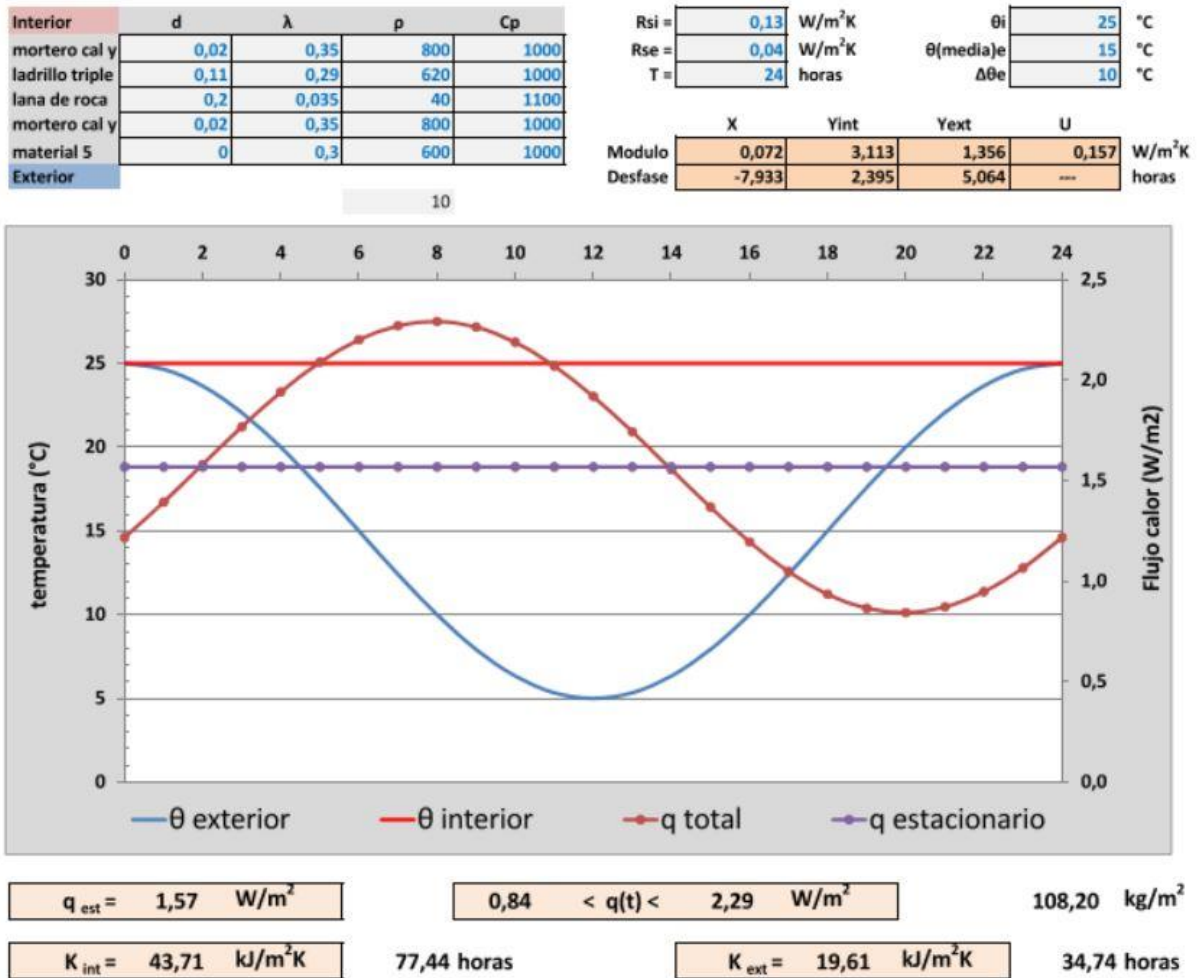 Interior d λ ρ Cp
mortero cal y 0,02 0,35 800 1000
ladrillo triple 0,11 0,29 620 1000
lana de roca 0,2 0,035 40 1100
mortero cal y 0,02 0,35 800 1000
material 5 0 0,3 600 1000
Exterior
10
Rsi = 0,13 W/m²K θi 25 °C
Rse = 0,04 W/m²K θ(media)e 15 °C
T = 24 horas Δθe 10 °C
X Yint Yext U
Modulo 0,072 3,113 1,356 0,157 W/m²K
Desfase -7,933 2,395 5,064 --- horas
0 2 4 6 8 10 12 14 16 18 20 22 24
30
25
20
15
10
5
0
temperatura (°C)
2,5
2,0
1,5
1,0
0,5
0,0
Flujo calor (W/m2)
θ exterior θ interior q total q estacionario
q est = 1,57 W/m² 0,84 < q(t) < 2,29 W/m² 108,20 kg/m²
K int = 43,71 kJ/m²K 77,44 horas K ext = 19,61 kJ/m²K 34,74 horas